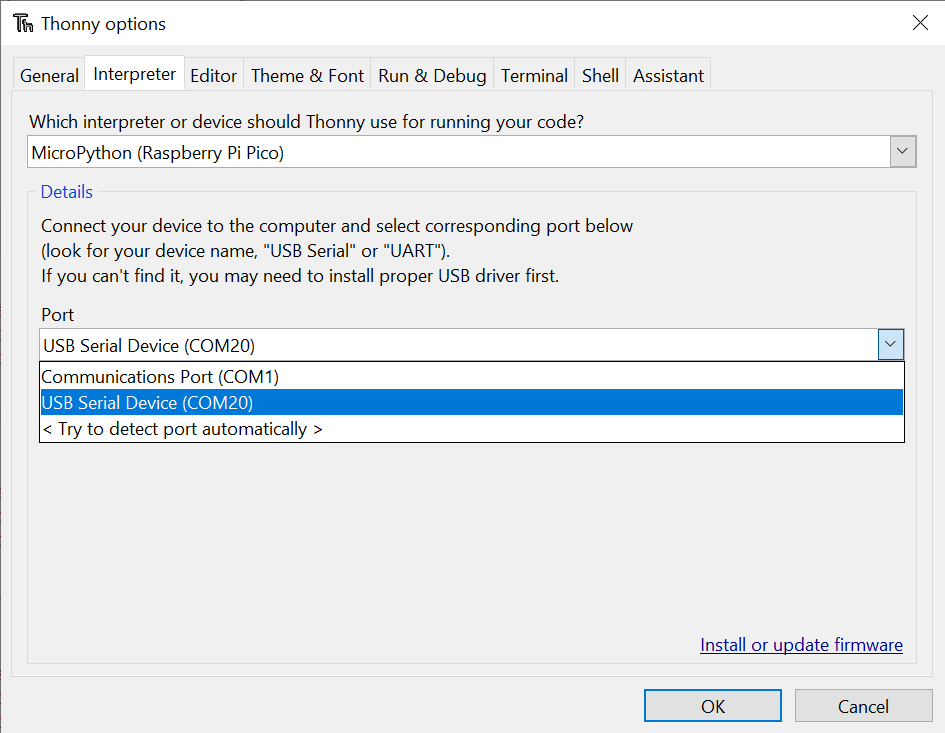 Thonny options
General Interpreter Editor Theme & Font Run & Debug Terminal Shell Assistant
Which interpreter or device should Thonny use for running your code?
MicroPython (Raspberry Pi Pico)
Details
Connect your device to the computer and select corresponding port below
(look for your device name, "USB Serial" or "UART").
If you can't find it, you may need to install proper USB driver first.
Port
USB Serial Device (COM20)
Communications Port (COM1)
USB Serial Device (COM20)
< Try to detect port automatically >
Install or update firmware
OK Cancel